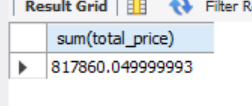 Result Grid Filter R
sum(total_price)
817860.049999993